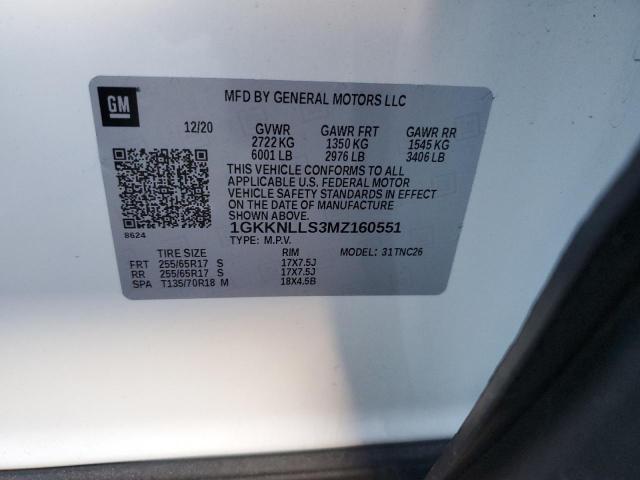 GM
MFD BY GENERAL MOTORS LLC
12/20 GVWR GAWR FRT GAWR RR
2722 KG 1350 KG 1545 KG
6001 LB 2976 LB 3406 LB
THIS VEHICLE CONFORMS TO ALL
APPLICABLE U.S. FEDERAL MOTOR
VEHICLE SAFETY STANDARDS IN EFFECT
ON THE DATE OF MANUFACTURE
SHOWN ABOVE.
1GKKNLLS3MZ160551
8624
TYPE: M.P.V.
TIRE SIZE RIM MODEL: 31TNC26
FRT 255/65R17 S 17X7.5J
RR 255/65R17 S 17X7.5J
SPA T135/70R18 M 18X4.5B